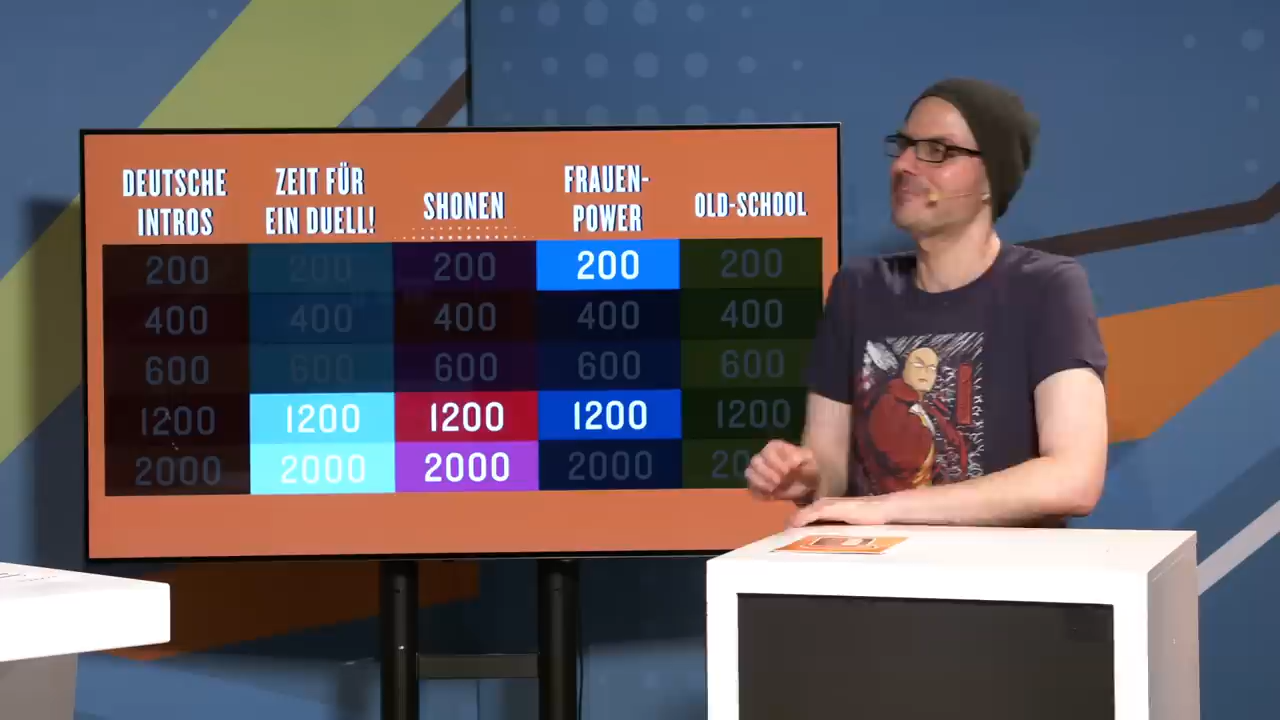 DEUTSCHE
INTROS
ZEIT FÜR
EIN DUELL!
SHONEN
FRAUEN-
POWER
OLD-SCHOOL
200 200 200 200 200
400 400 400 400 400
600 600 600 600 600
1200 1200 1200 1200 1200
2000 2000 2000 2000